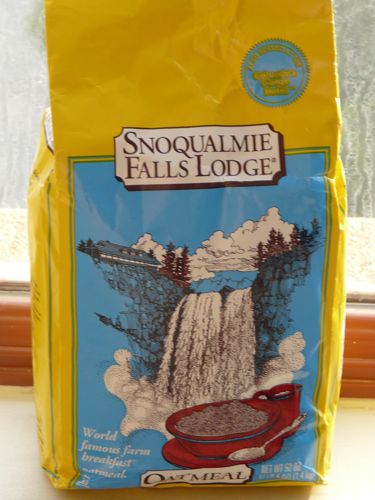 SNOQUALMIE
FALLS LODGE®
World
famous farm
breakfast
oatmeal.
OATMEAL